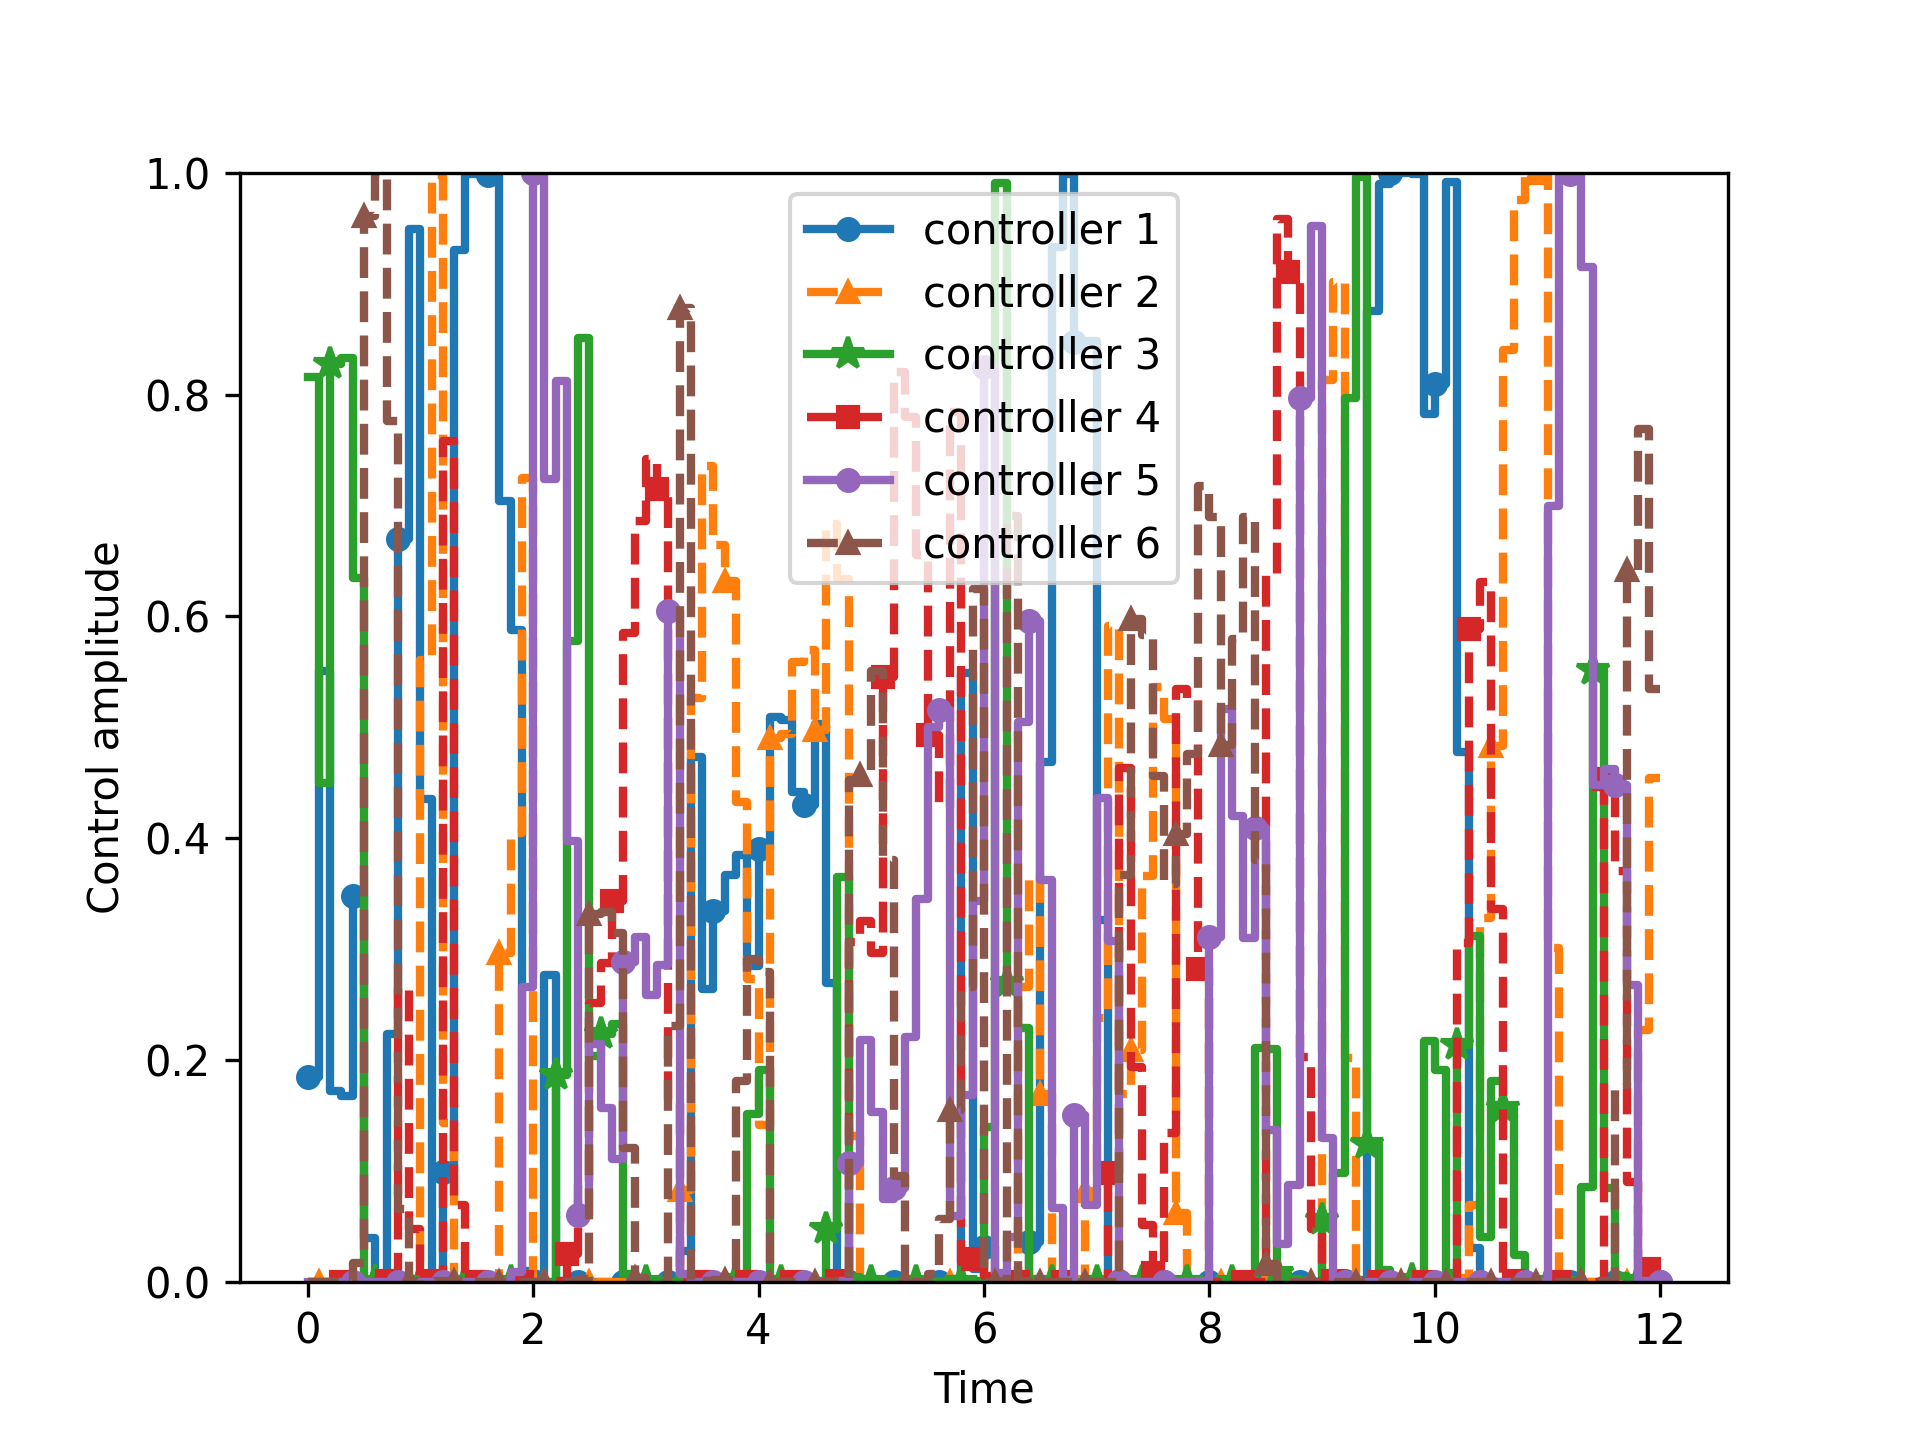 1.0
0.8
0.6
0.4
0.2
0.0
Control amplitude
controller 1
controller 2
controller 3
controller 4
controller 5
controller 6
0 2 4 6 8 10 12
Time